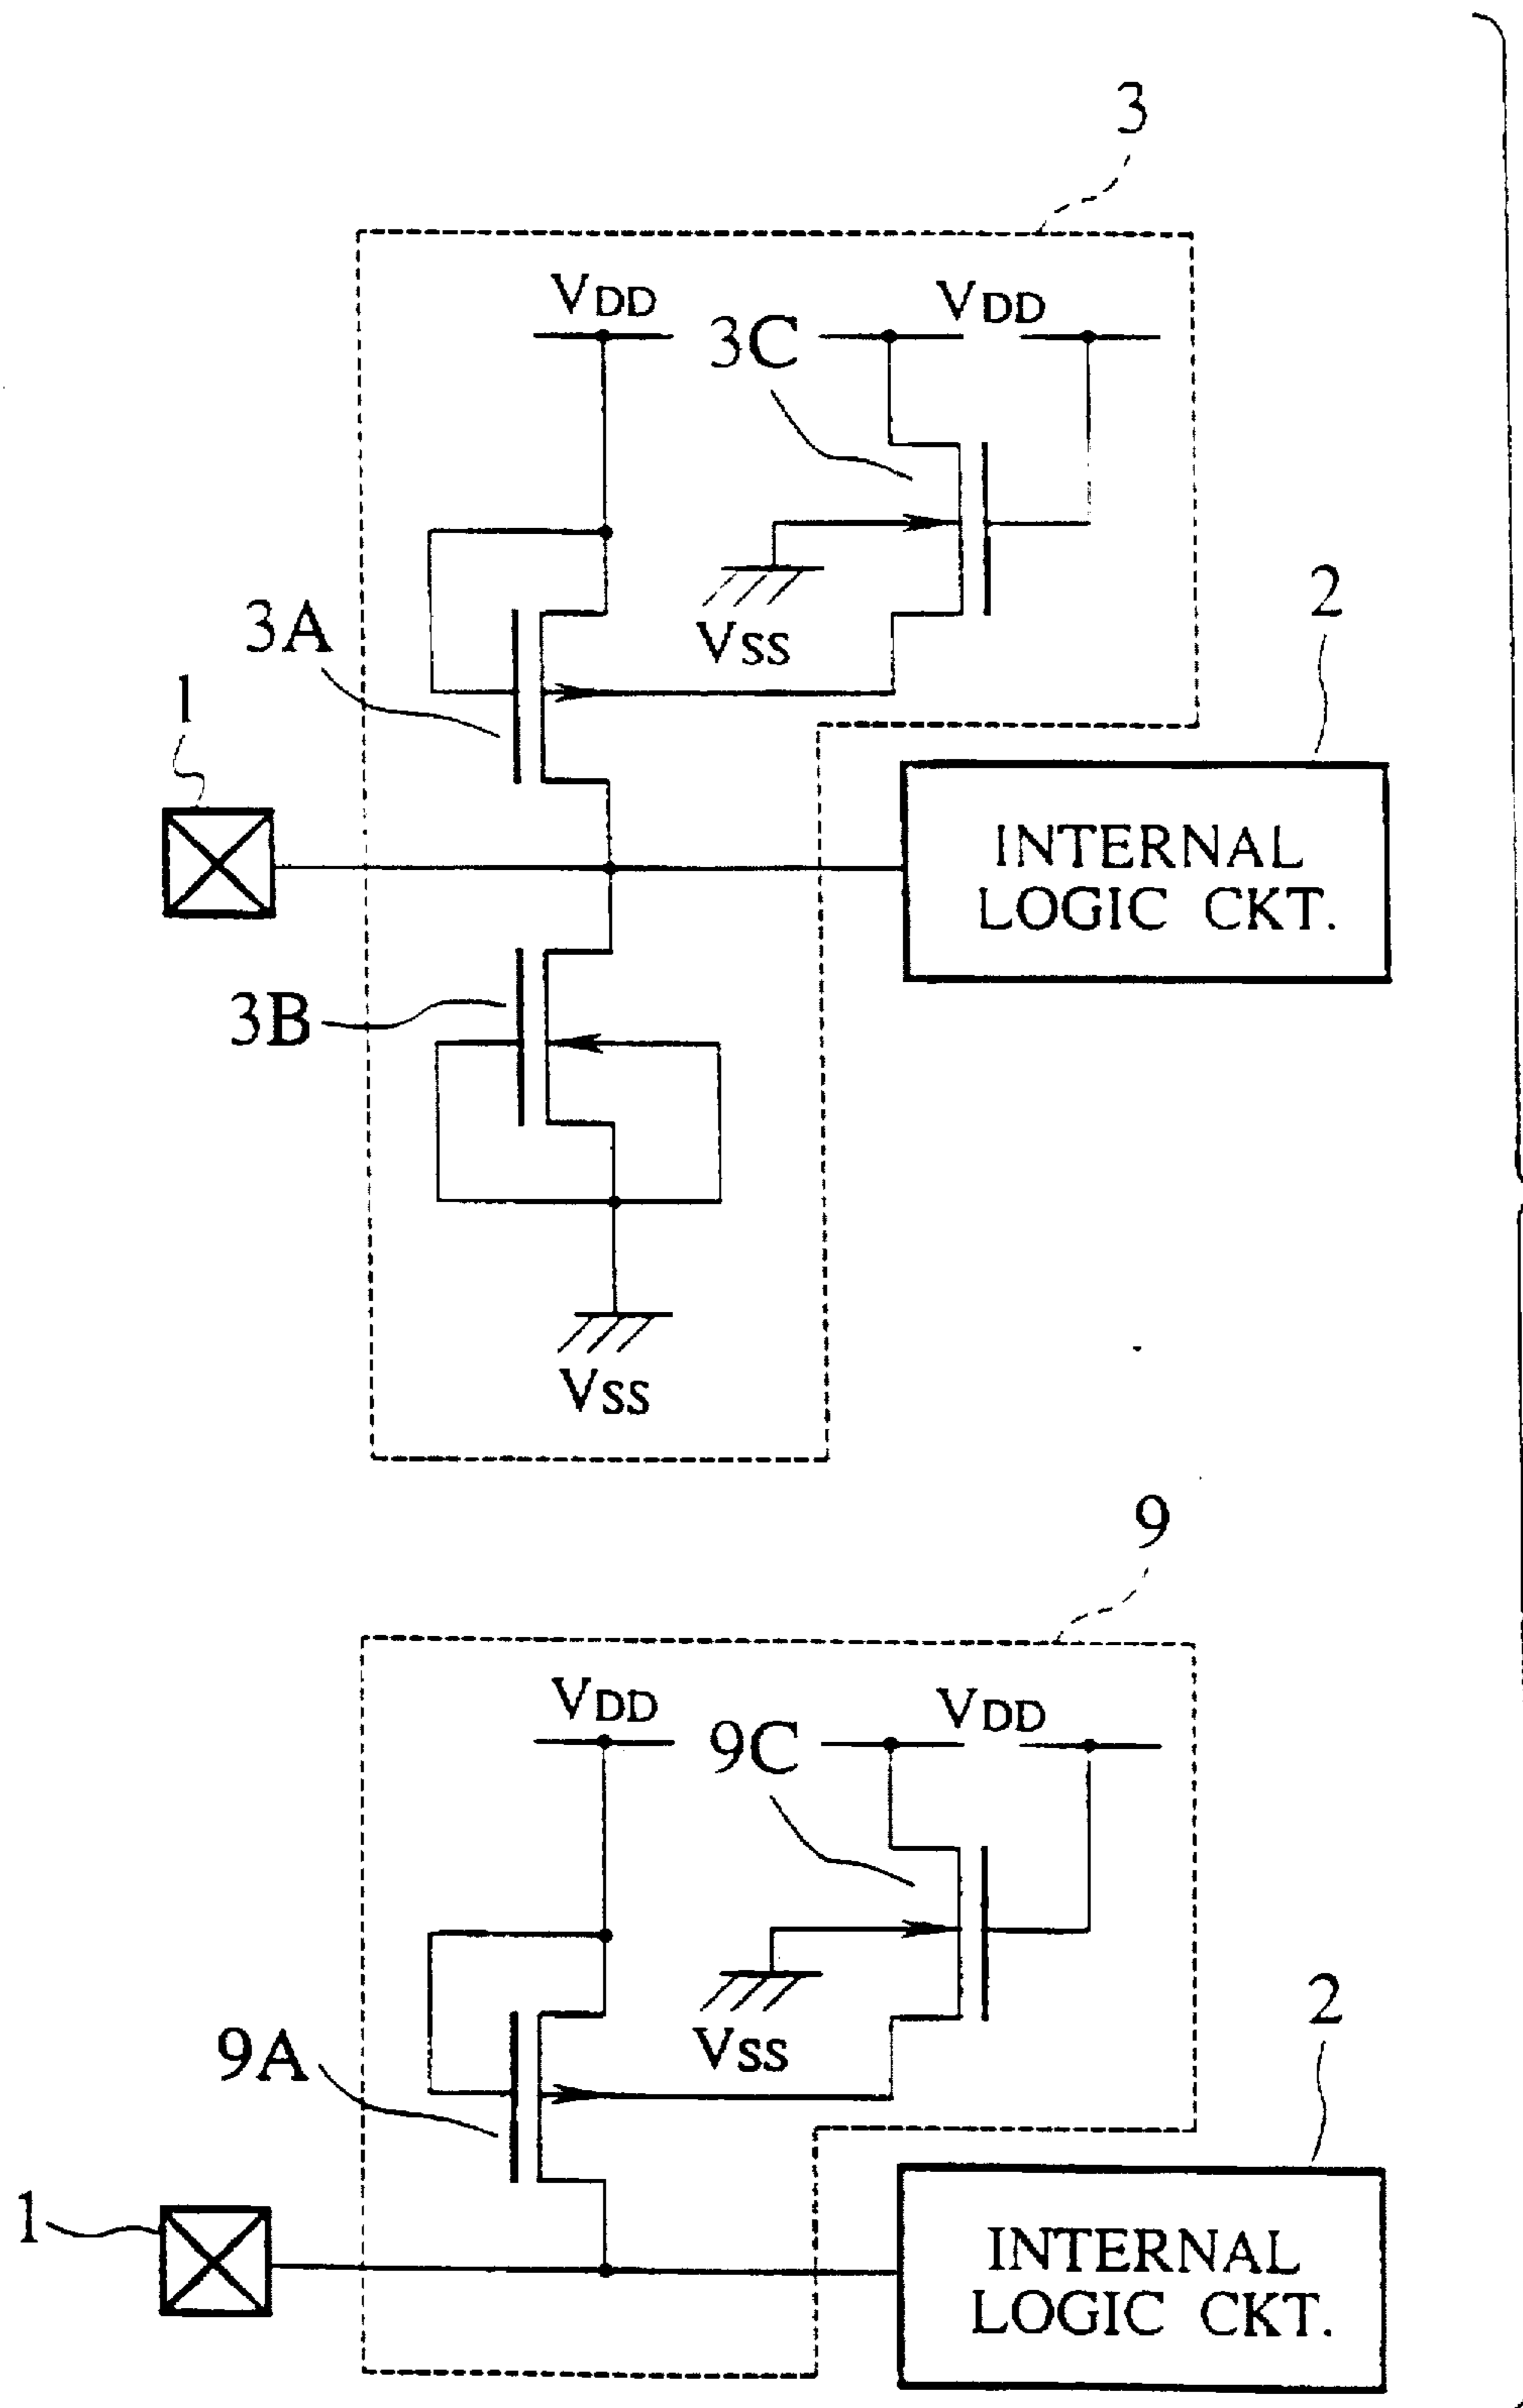 3
VDD
VDD
3C
VSS
3A
2
1
INTERNAL
LOGIC CKT.
3B
VSS
9
VDD
VDD
9C
VSS
9A
2
1
INTERNAL
LOGIC CKT.